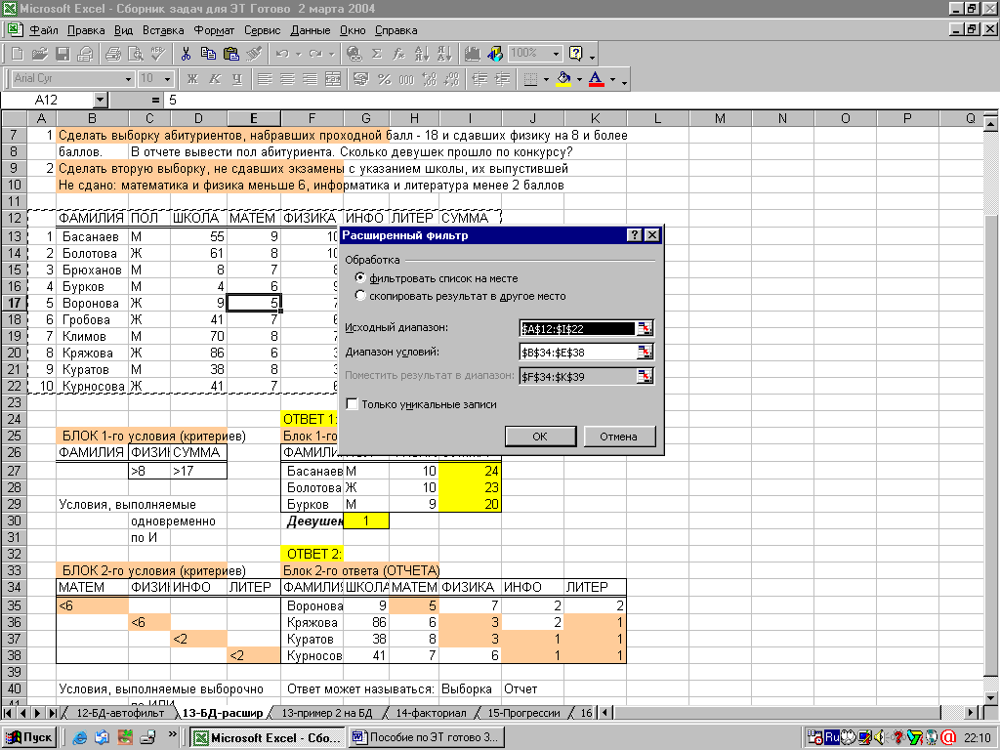 Microsoft Excel - Сборник задач для ЭТ Готово 2 марта 2004
Файл Правка Вид Вставка Формат Сервис Данные Окно Справка
100%
Arial Cyr 10 Ж К Ч
A12 = 5
A B C D E F G H I J K L M N O P Q
7 1 Сделать выборку абитуриентов, набравших проходной балл - 18 и сдавших физику на 8 и более
8 баллов. В отчете вывести пол абитуриента. Сколько девушек прошло по конкурсу?
9 2 Сделать вторую выборку, не сдавших экзамены с указанием школы, их выпустившей
10 Не сдано: математика и физика меньше 6, информатика и литература менее 2 баллов
11
12 ФАМИЛИЯ ПОЛ ШКОЛА МАТЕМ ФИЗИКА ИНФО ЛИТЕР СУММА
13 1 Басанаев М 55 9 10
14 2 Болотова Ж 61 8 10
15 3 Брюханов М 8 7
16 4 Бурков М 4 6
17 5 Воронова Ж 9 5
18 6 Гробова Ж 41 7
19 7 Климов М 70 8
20 8 Кряжова Ж 86 6
21 9 Куратов М 38 8
22 10 Курносова Ж 41 7
Расширенный фильтр
Обработка
фильтровать список на месте
скопировать результат в другое место
Исходный диапазон: $A$12:$I$22
Диапазон условий: $B$34:$E$38
Поместить результат в диапазон: $F$34:$K$39
Только уникальные записи
ОК Отмена
23
24 ОТВЕТ 1:
25 БЛОК 1-го условия (критериев) Блок 1-го
26 ФАМИЛИЯ ФИЗИ СУММА ФАМИЛИ
27 >8 >17 Басанаев М 10 24
28 Болотова Ж 10 23
29 Условия, выполняемые Бурков М 9 20
30 одновременно Девушек 1
31 по И
32 ОТВЕТ 2:
33 БЛОК 2-го условия (критериев) Блок 2-го ответа (ОТЧЕТА)
34 МАТЕМ ФИЗИ ИНФО ЛИТЕР ФАМИЛИЯ ШКОЛА МАТЕМ ФИЗИКА ИНФО ЛИТЕР
35 <6 Воронова 9 5 7 2 2
36 <6 Кряжова 86 6 3 2 1
37 <2 Куратов 38 8 3 1 1
38 <2 Курносов 41 7 6 1 1
39
40 Условия, выполняемые выборочно Ответ может называться: Выборка Отчет
41 по ИЛИ
12-БД-автофильт 13-БД-расшир 13-пример 2 на БД 14-факториал 15-Прогрессии 16
Пуск Microsoft Excel - Сбо... Пособие по ЭТ готово 3... Ru 22:10